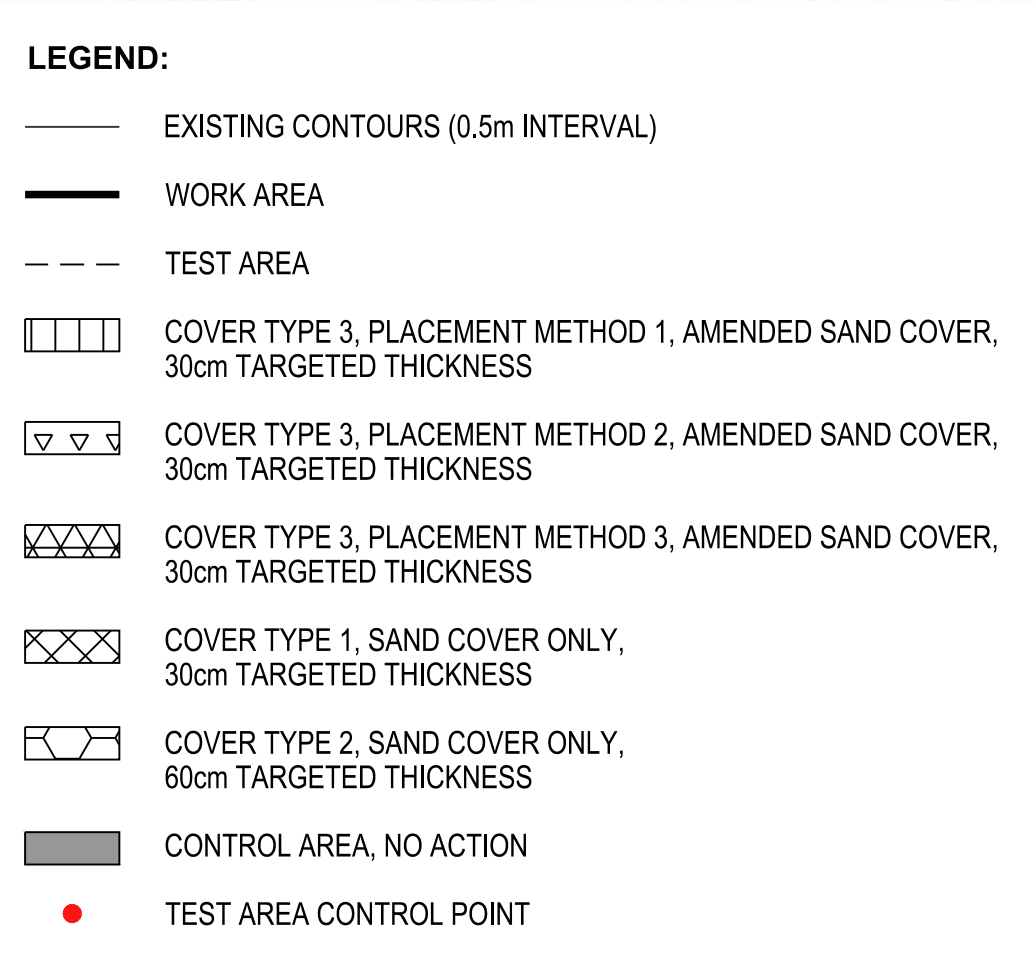 LEGEND:
EXISTING CONTOURS (0.5m INTERVAL)
WORK AREA
TEST AREA
COVER TYPE 3, PLACEMENT METHOD 1, AMENDED SAND COVER,
30cm TARGETED THICKNESS
COVER TYPE 3, PLACEMENT METHOD 2, AMENDED SAND COVER,
30cm TARGETED THICKNESS
COVER TYPE 3, PLACEMENT METHOD 3, AMENDED SAND COVER,
30cm TARGETED THICKNESS
COVER TYPE 1, SAND COVER ONLY,
30cm TARGETED THICKNESS
COVER TYPE 2, SAND COVER ONLY,
60cm TARGETED THICKNESS
CONTROL AREA, NO ACTION
TEST AREA CONTROL POINT